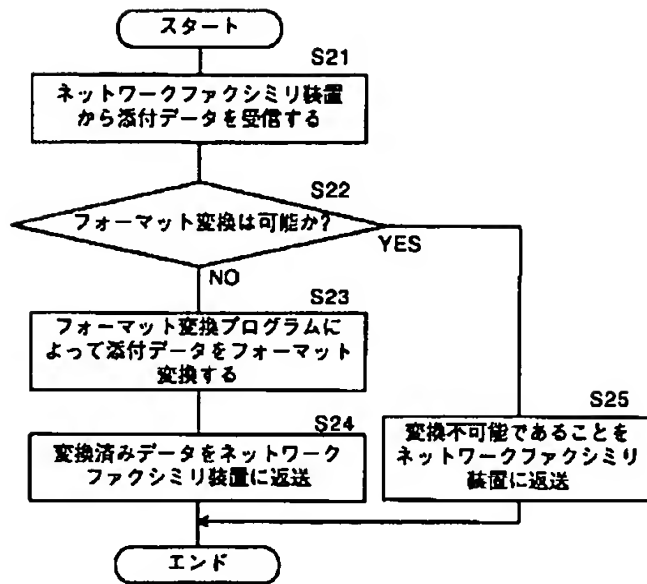 スタート
S21
ネットワークファクシミリ装置
から添付データを受信する
S22
フォーマット変換は可能か?
YES
NO
S23
フォーマット変換プログラムに
よって添付データをフォーマット
変換する
S24
変換済みデータをネットワーク
ファクシミリ装置に返送
S25
変換不可能であることを
ネットワークファクシミリ
装置に返送
エンド